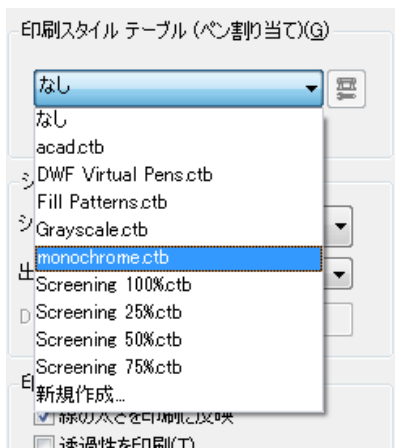 印刷スタイル テーブル (ペン割り当て)(G)
なし
なし
acad.ctb
DWF Virtual Pens.ctb
Fill Patterns.ctb
Grayscale.ctb
monochrome.ctb
Screening 100%.ctb
Screening 25%.ctb
Screening 50%.ctb
Screening 75%.ctb
新規作成...
線の太さを印刷に反映
透過性を印刷(T)